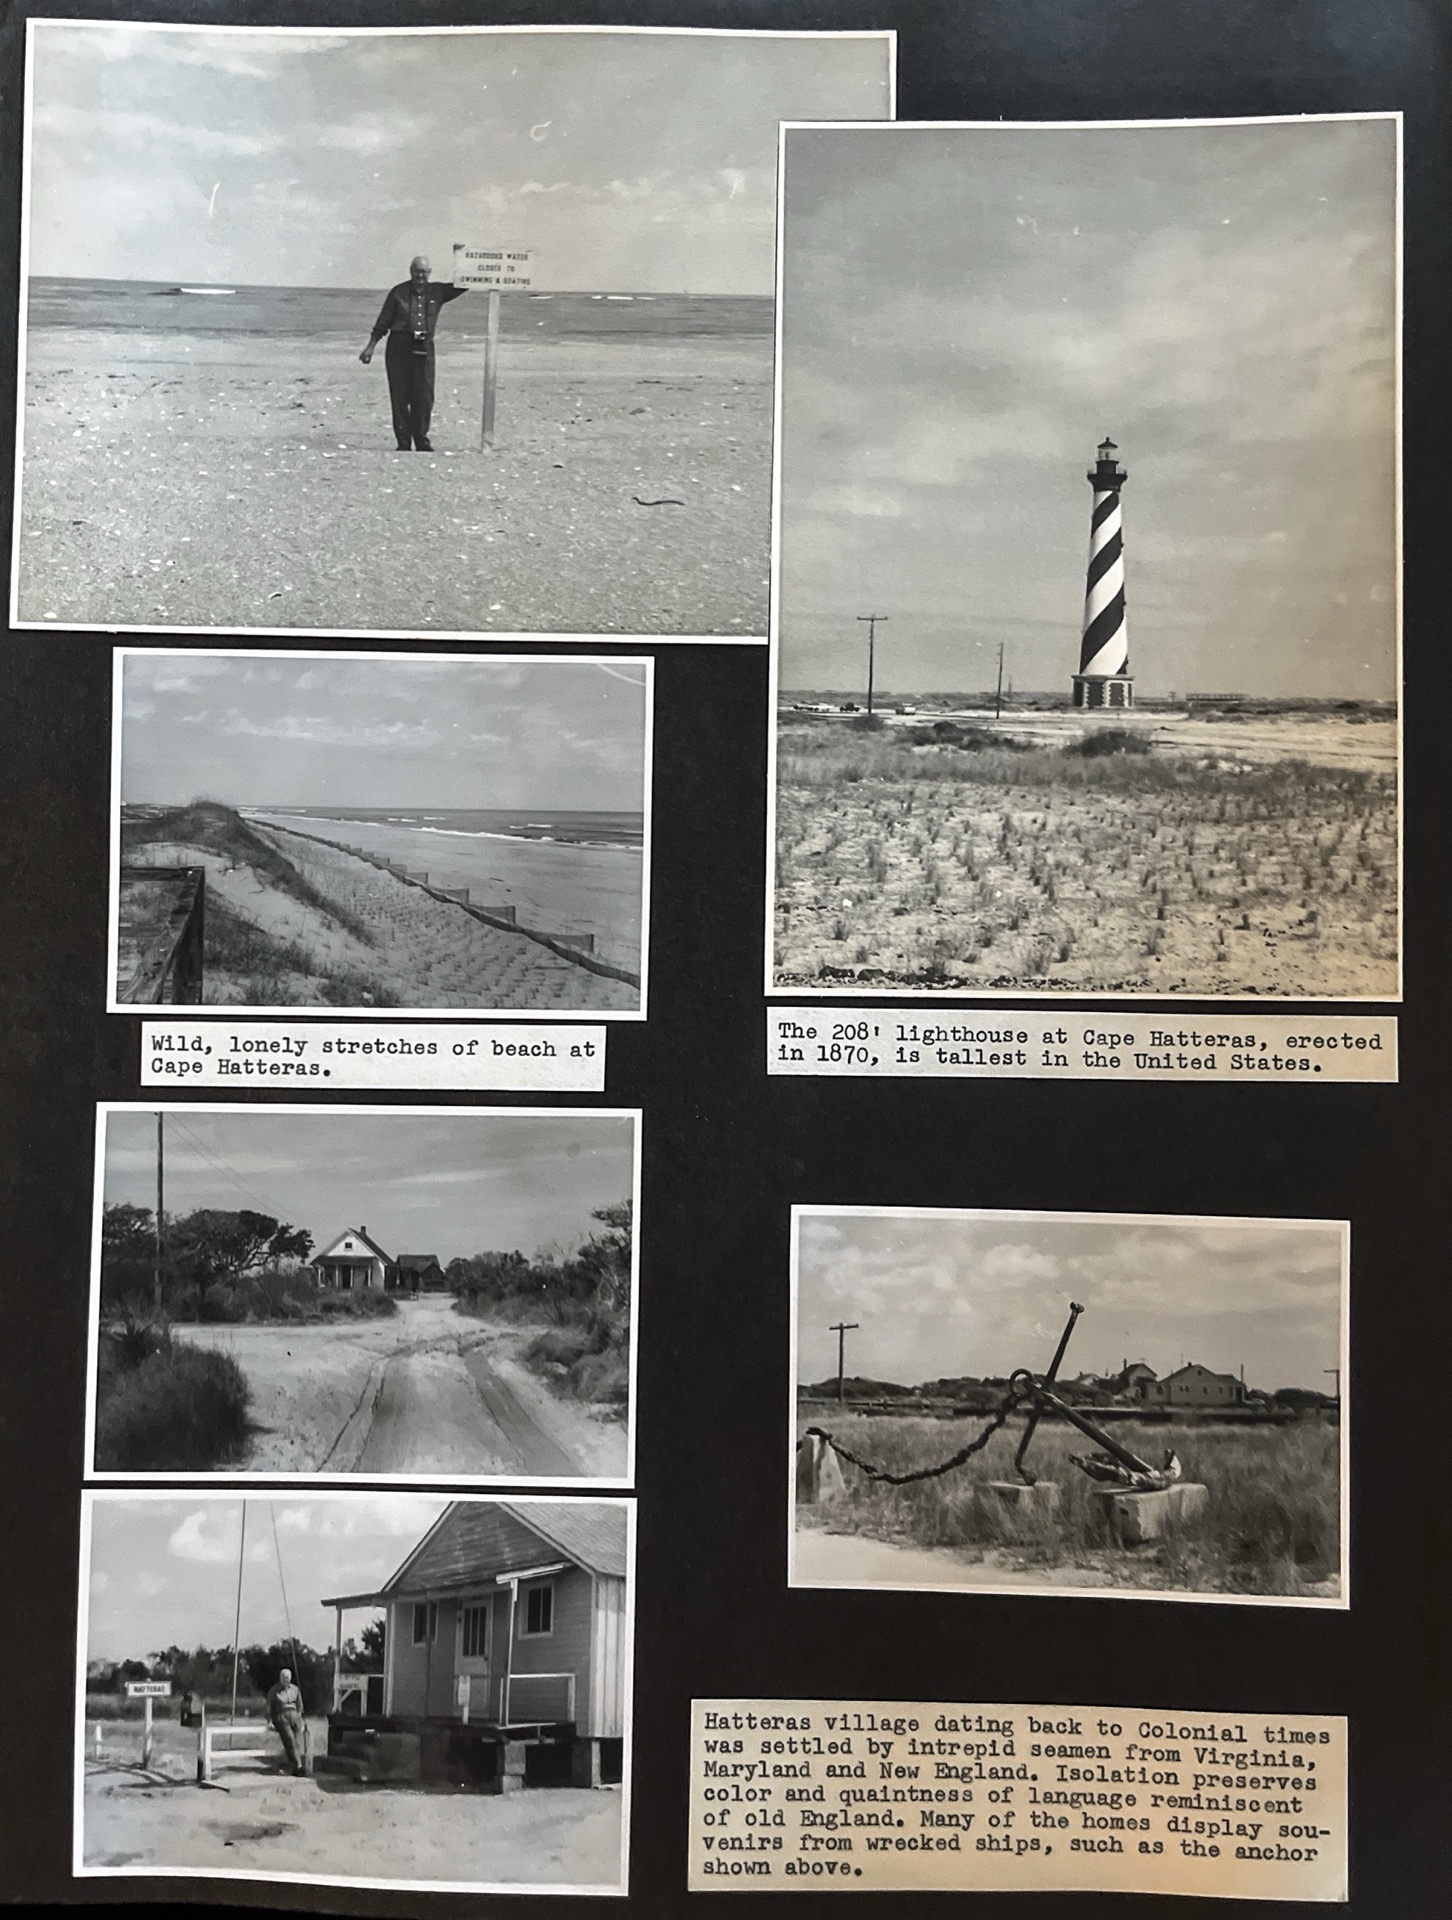 HAZARDOUS WATER
CLOSED TO
SWIMMING & BOATING
Wild, lonely stretches of beach at
Cape Hatteras.
The 208' lighthouse at Cape Hatteras, erected
in 1870, is tallest in the United States.
HATTERAS
Hatteras village dating back to Colonial times
was settled by intrepid seamen from Virginia,
Maryland and New England. Isolation preserves
color and quaintness of language reminiscent
of old England. Many of the homes display sou-
venirs from wrecked ships, such as the anchor
shown above.